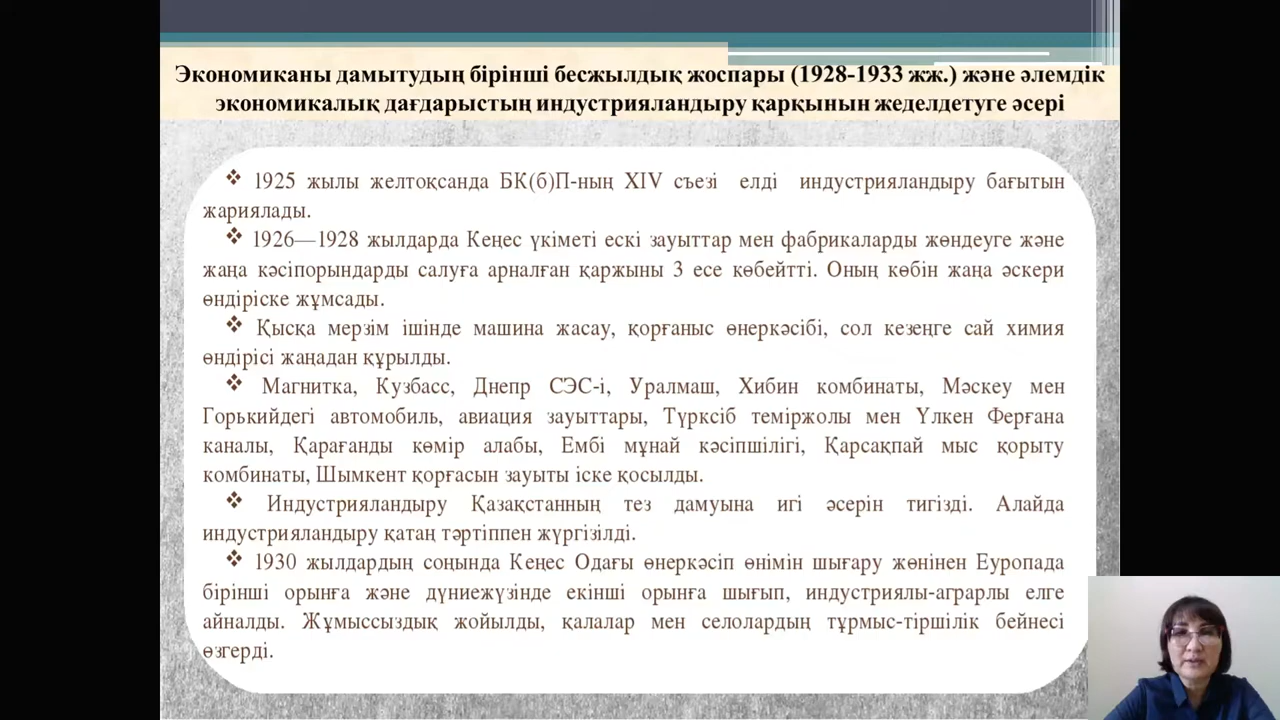 Экономиканы дамытудың бірінші бесжылдық жоспары (1928-1933 жж.) және әлемдік
экономикалық дағдарыстың индустрияландыру қарқынын жеделдетуге әсері
❖ 1925 жылы желтоқсанда БК(б)П-ның XIV съезі елді индустрияландыру бағытын
жариялады.
❖ 1926—1928 жылдарда Кеңес үкіметі ескі зауыттар мен фабрикаларды жөндеуге және
жаңа кәсіпорындарды салуға арналған қаржыны 3 есе көбейтті. Оның көбін жаңа әскери
өндіріске жұмсады.
❖ Қысқа мерзім ішінде машина жасау, қорғаныс өнеркәсібі, сол кезеңге сай химия
өндірісі жаңадан құрылды.
❖ Магнитка, Кузбасс, Днепр СЭС-і, Уралмаш, Хибин комбинаты, Мәскеу мен
Горькийдегі автомобиль, авиация зауыттары, Түрксіб теміржолы мен Үлкен Ферғана
каналы, Қарағанды көмір алабы, Ембі мұнай кәсіпшілігі, Қарсақпай мыс қорыту
комбинаты, Шымкент қорғасын зауыты іске қосылды.
❖ Индустрияландыру Қазақстанның тез дамуына игі әсерін тигізді. Алайда
индустрияландыру қатаң тәртіппен жүргізілді.
❖ 1930 жылдардың соңында Кеңес Одағы өнеркәсіп өнімін шығару жөнінен Еуропада
бірінші орынға және дүниежүзінде екінші орынға шығып, индустриялы-аграрлы елге
айналды. Жұмыссыздық жойылды, қалалар мен селолардың тұрмыс-тіршілік бейнесі
өзгерді.